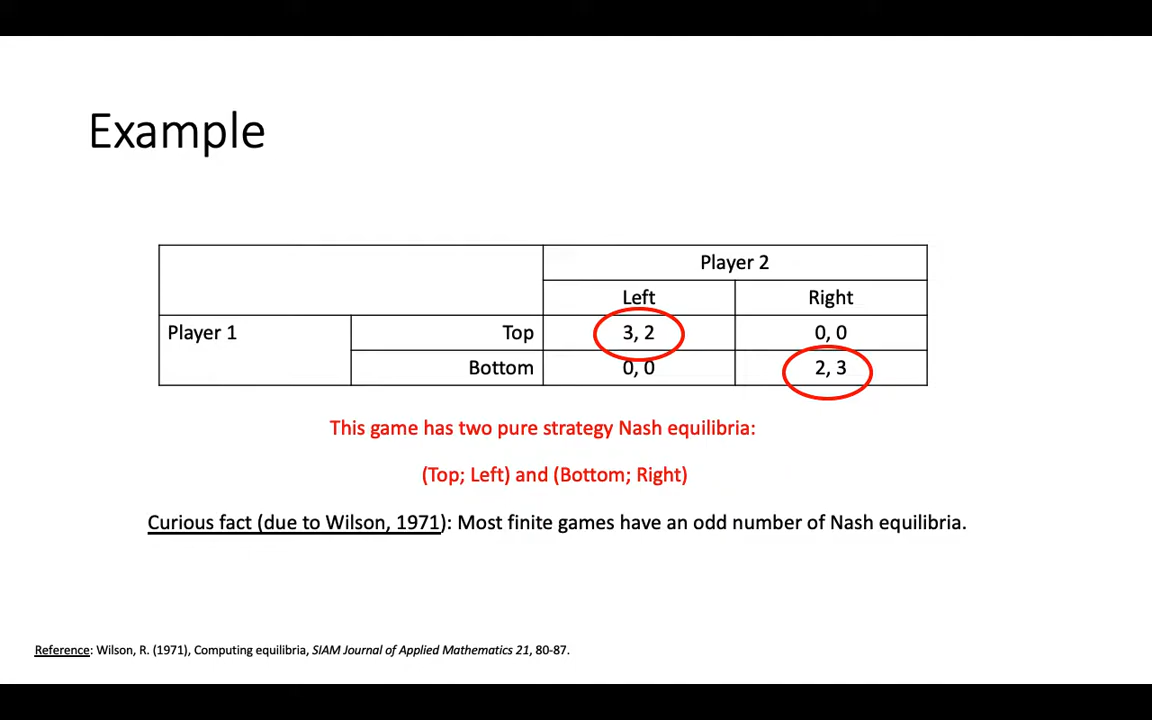 Example
Player 2
Left Right
Player 1 Top 3, 2 0, 0
Bottom 0, 0 2, 3
This game has two pure strategy Nash equilibria:
(Top; Left) and (Bottom; Right)
Curious fact (due to Wilson, 1971): Most finite games have an odd number of Nash equilibria.
Reference: Wilson, R. (1971), Computing equilibria, SIAM Journal of Applied Mathematics 21, 80-87.